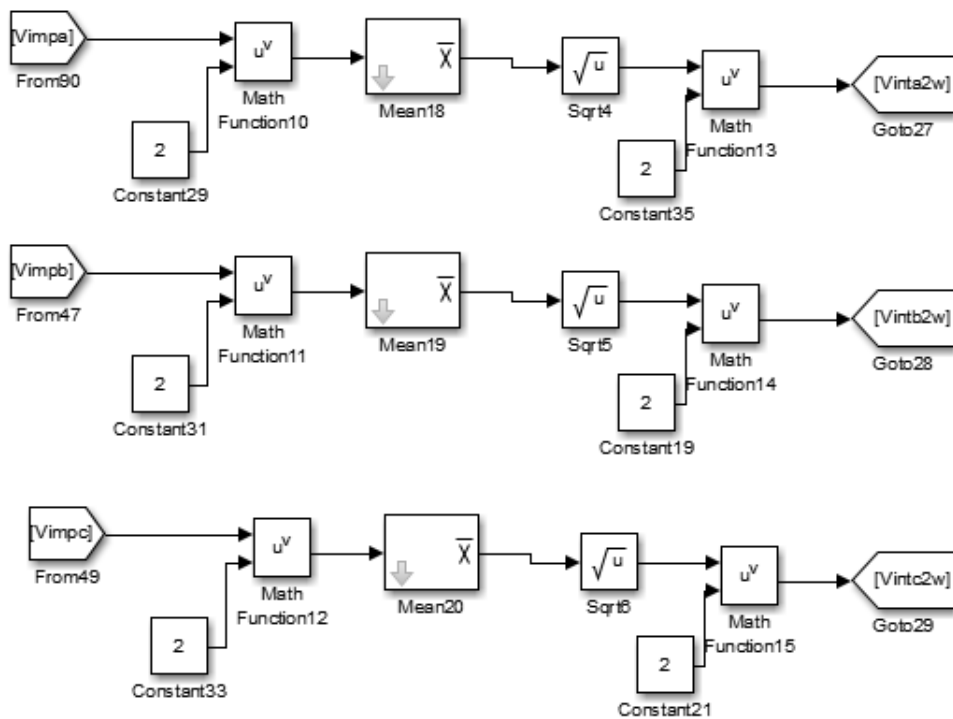 [Vimpa]
From90
2
Constant29
u^v
Math
Function10
x̅
Mean18
√u
Sqrt4
2
Constant35
u^v
Math
Function13
[Vinta2w]
Goto27
[Vimpb]
From47
2
Constant31
u^v
Math
Function11
x̅
Mean19
√u
Sqrt5
2
Constant19
u^v
Math
Function14
[Vintb2w]
Goto28
[Vimpc]
From49
2
Constant33
u^v
Math
Function12
x̅
Mean20
√u
Sqrt6
2
Constant21
u^v
Math
Function15
[Vintc2w]
Goto29